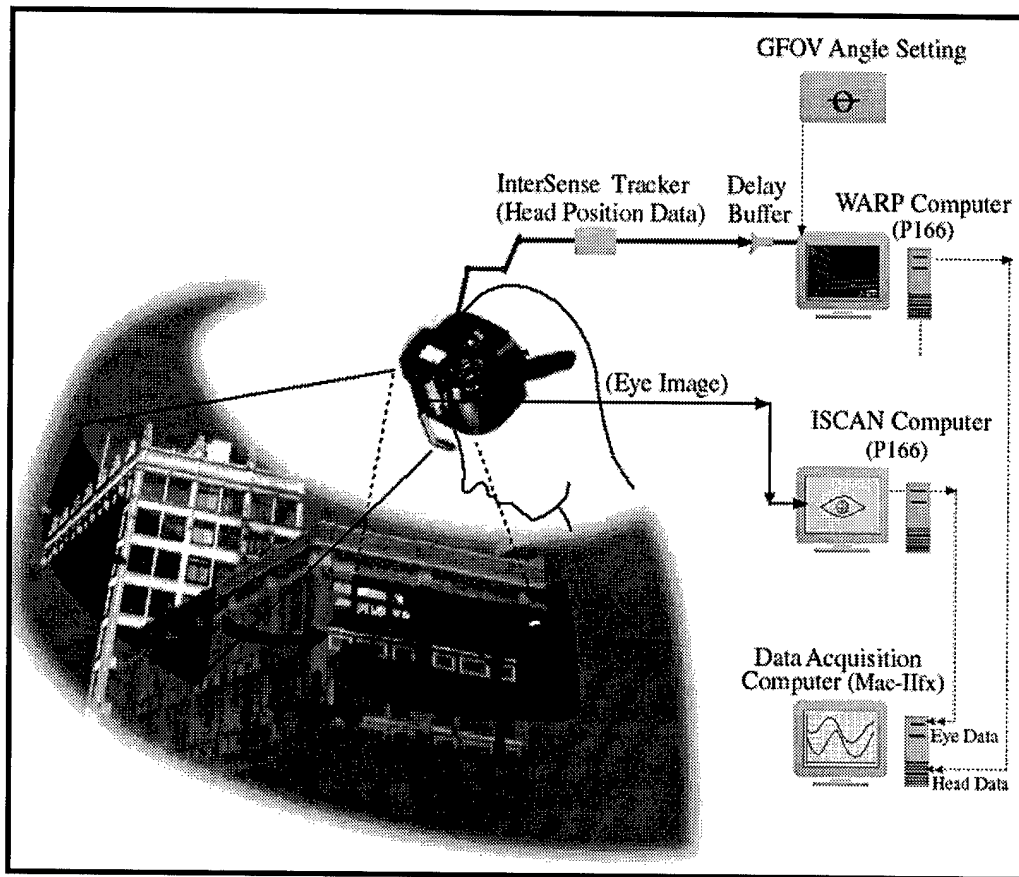 GFOV Angle Setting
Θ
InterSense Tracker
(Head Position Data)
Delay
Buffer
WARP Computer
(P166)
(Eye Image)
ISCAN Computer
(P166)
Data Acquisition
Computer (Mac-IIfx)
Eye Data
Head Data